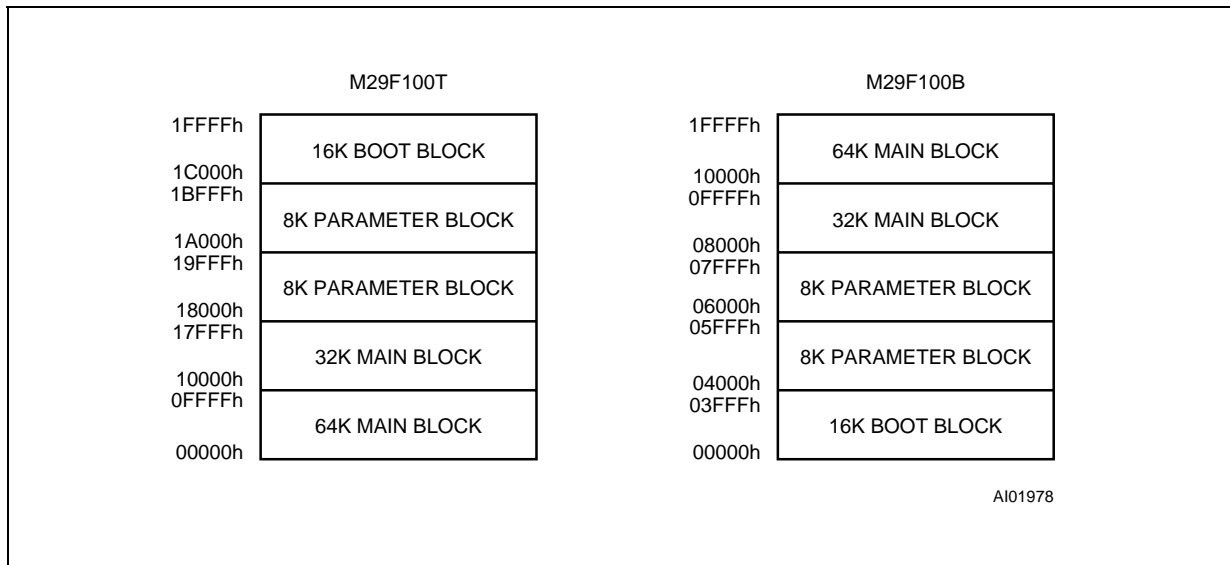 M29F100T
1FFFFh
16K BOOT BLOCK
1C000h
1BFFFh
8K PARAMETER BLOCK
1A000h
19FFFh
8K PARAMETER BLOCK
18000h
17FFFh
32K MAIN BLOCK
10000h
0FFFFh
64K MAIN BLOCK
00000h
M29F100B
1FFFFh
64K MAIN BLOCK
10000h
0FFFFh
32K MAIN BLOCK
08000h
07FFFh
8K PARAMETER BLOCK
06000h
05FFFh
8K PARAMETER BLOCK
04000h
03FFFh
16K BOOT BLOCK
00000h
AI01978